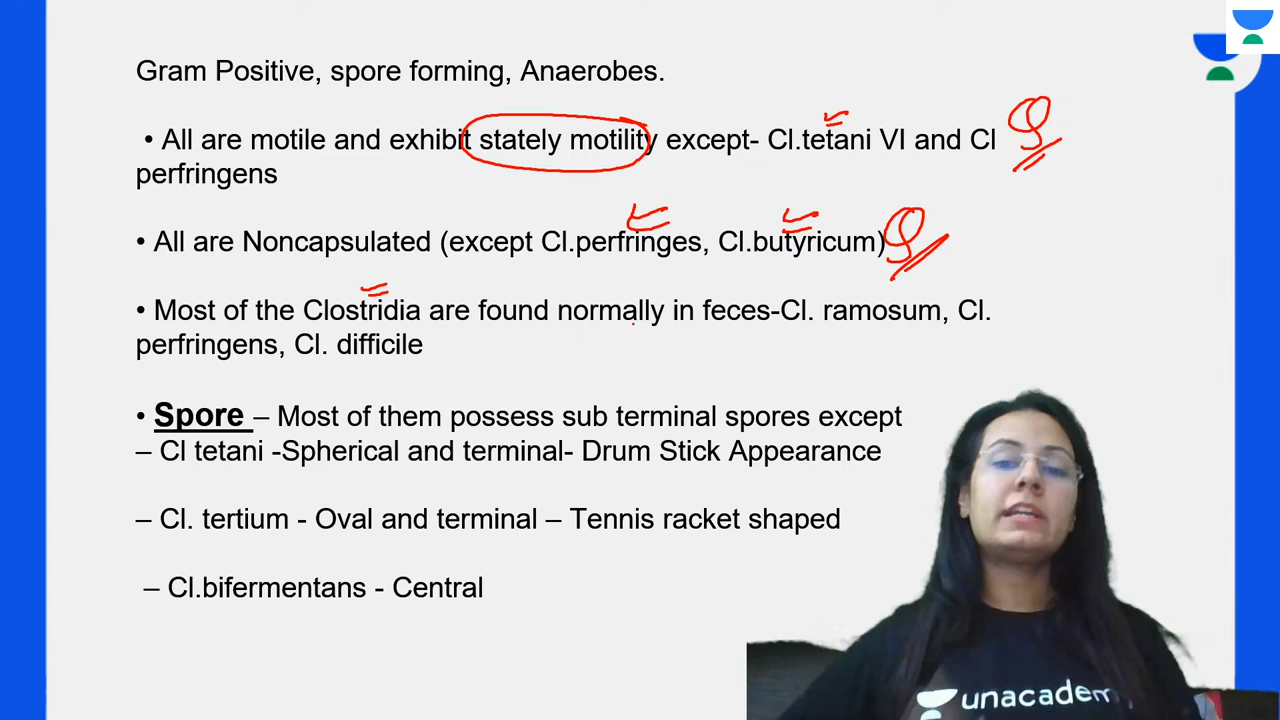 Gram Positive, spore forming, Anaerobes.
• All are motile and exhibit stately motility except- Cl.tetani VI and Cl
perfringens
• All are Noncapsulated (except Cl.perfringes, Cl.butyricum)
• Most of the Clostridia are found normally in feces-Cl. ramosum, Cl.
perfringens, Cl. difficile
• Spore – Most of them possess sub terminal spores except
– Cl tetani -Spherical and terminal- Drum Stick Appearance
– Cl. tertium - Oval and terminal – Tennis racket shaped
– Cl.bifermentans - Central
unacadem